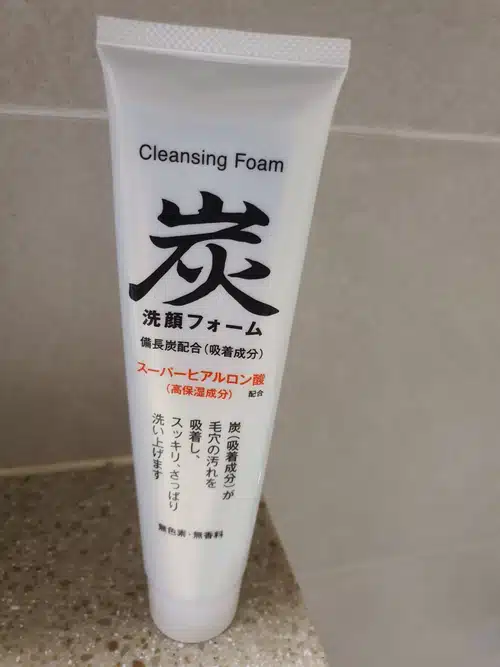 Cleansing Foam
炭
洗顔フォーム
備長炭配合(吸着成分)
スーパーヒアルロン酸
(高保湿成分) 配合
炭(吸着成分)が
毛穴の汚れを
吸着し、
スッキリ、さっぱり
洗い上げます
無色素・無香料